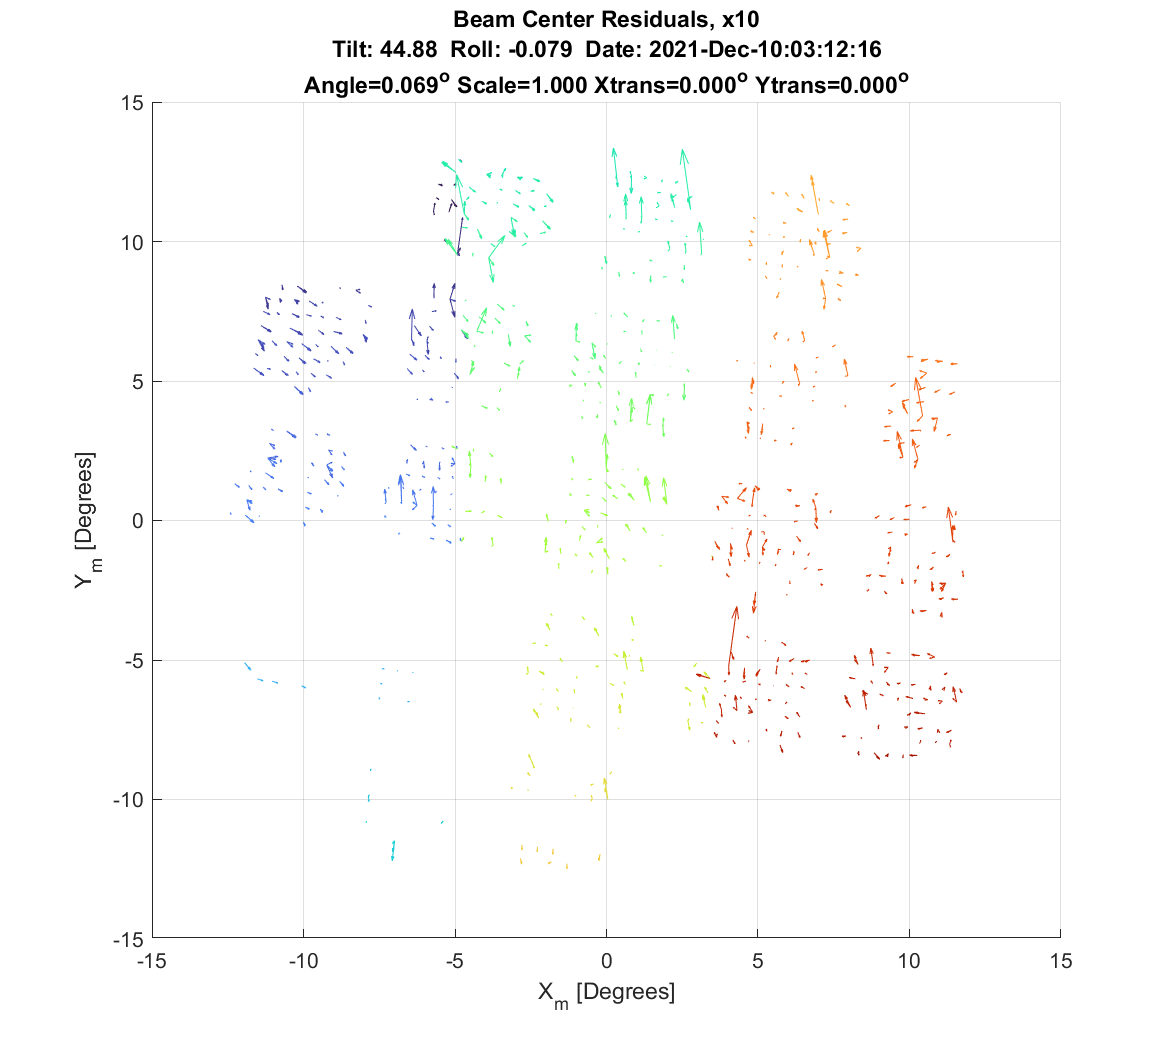 Beam Center Residuals, x10
Tilt: 44.88  Roll: -0.079  Date: 2021-Dec-10:03:12:16
Angle=0.069° Scale=1.000 Xtrans=0.000° Ytrans=0.000°
15
10
5
0
-5
-10
-15
Y_m [Degrees]
-15 -10 -5 0 5 10 15
X_m [Degrees]